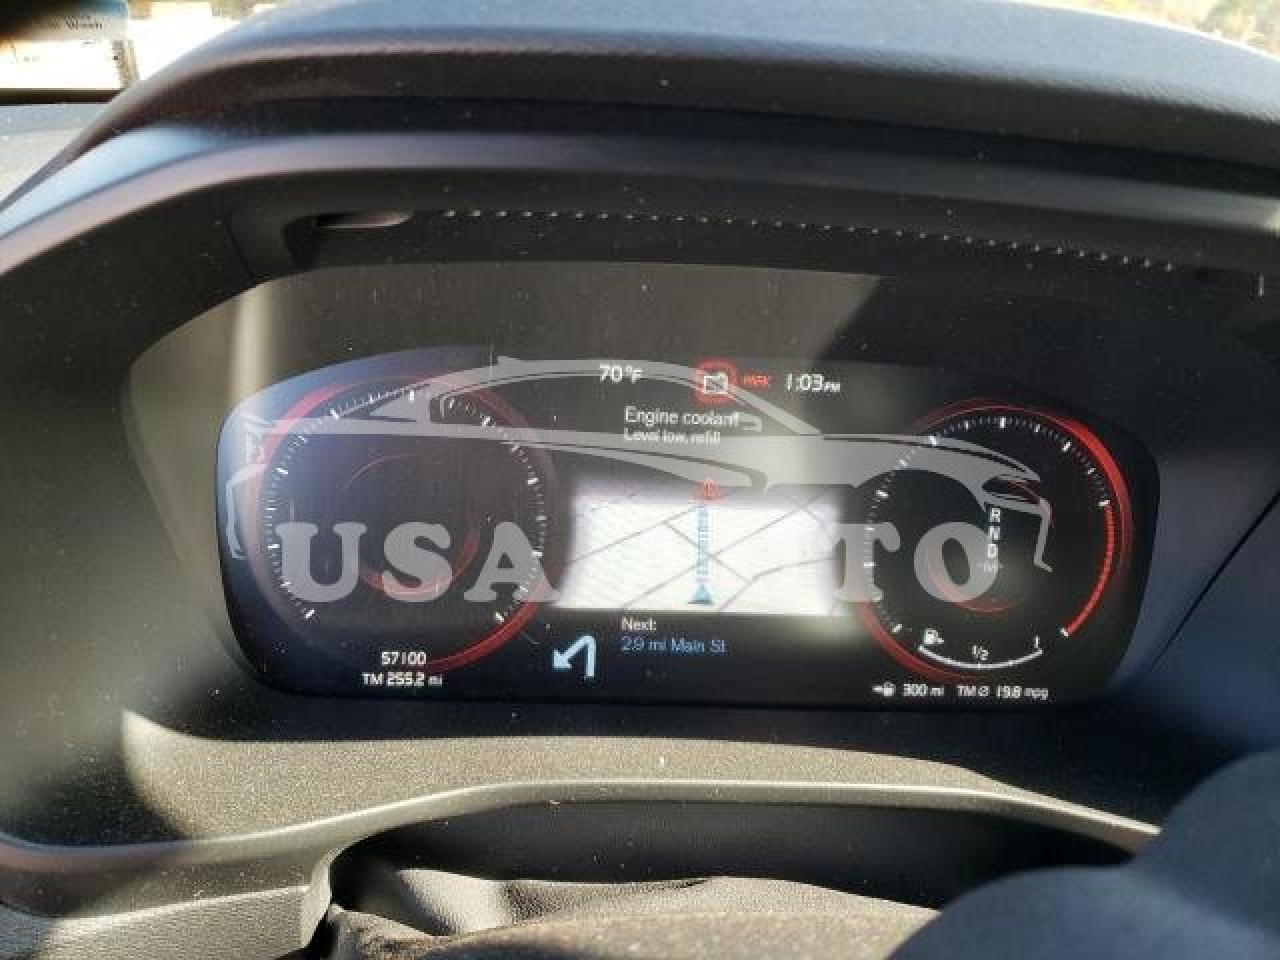 70°F
1:03PM
Engine coolant
Level low, refill
USA TO
R
N
D
Next:
2.9 mi Main St
1/2
1
57100
TM 255.2 mi
300 mi TM Ø 19.8 mpg